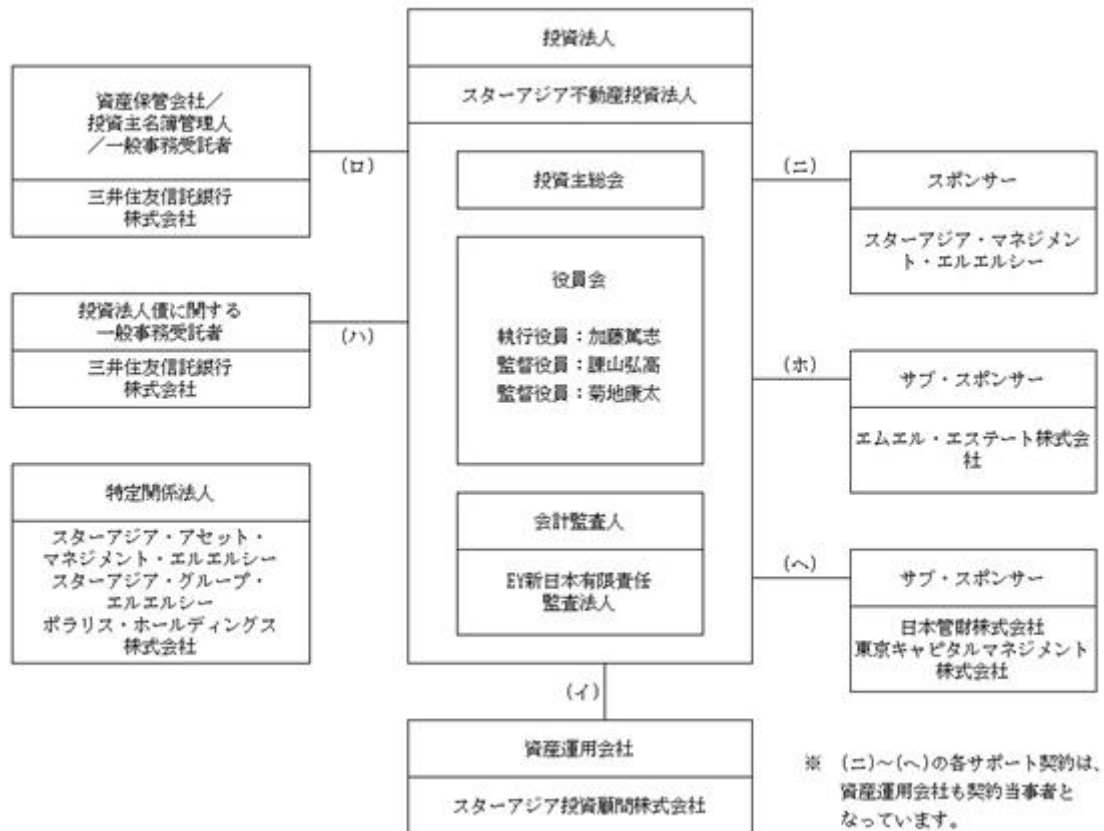 投資法人
スターアジア不動産投資法人
資産保管会社/
投資主名簿管理人
/一般事務受託者
三井住友信託銀行
株式会社
(ロ)
投資法人債に関する
一般事務受託者
三井住友信託銀行
株式会社
(ハ)
特定関係法人
スターアジア・アセット・
マネジメント・エルエルシー
スターアジア・グループ・
エルエルシー
ポラリス・ホールディングス
株式会社
投資主総会
役員会
執行役員:加藤篤志
監督役員:諫山弘高
監督役員:菊地康太
会計監査人
EY新日本有限責任
監査法人
(ニ)
スポンサー
スターアジア・マネジメン
ト・エルエルシー
(ホ)
サブ・スポンサー
エムエル・エステート株式会
社
(ヘ)
サブ・スポンサー
日本管財株式会社
東京キャピタルマネジメント
株式会社
(イ)
資産運用会社
スターアジア投資顧問株式会社
※ (ニ)~(ヘ)の各サポート契約は、
資産運用会社も契約当事者と
なっています。